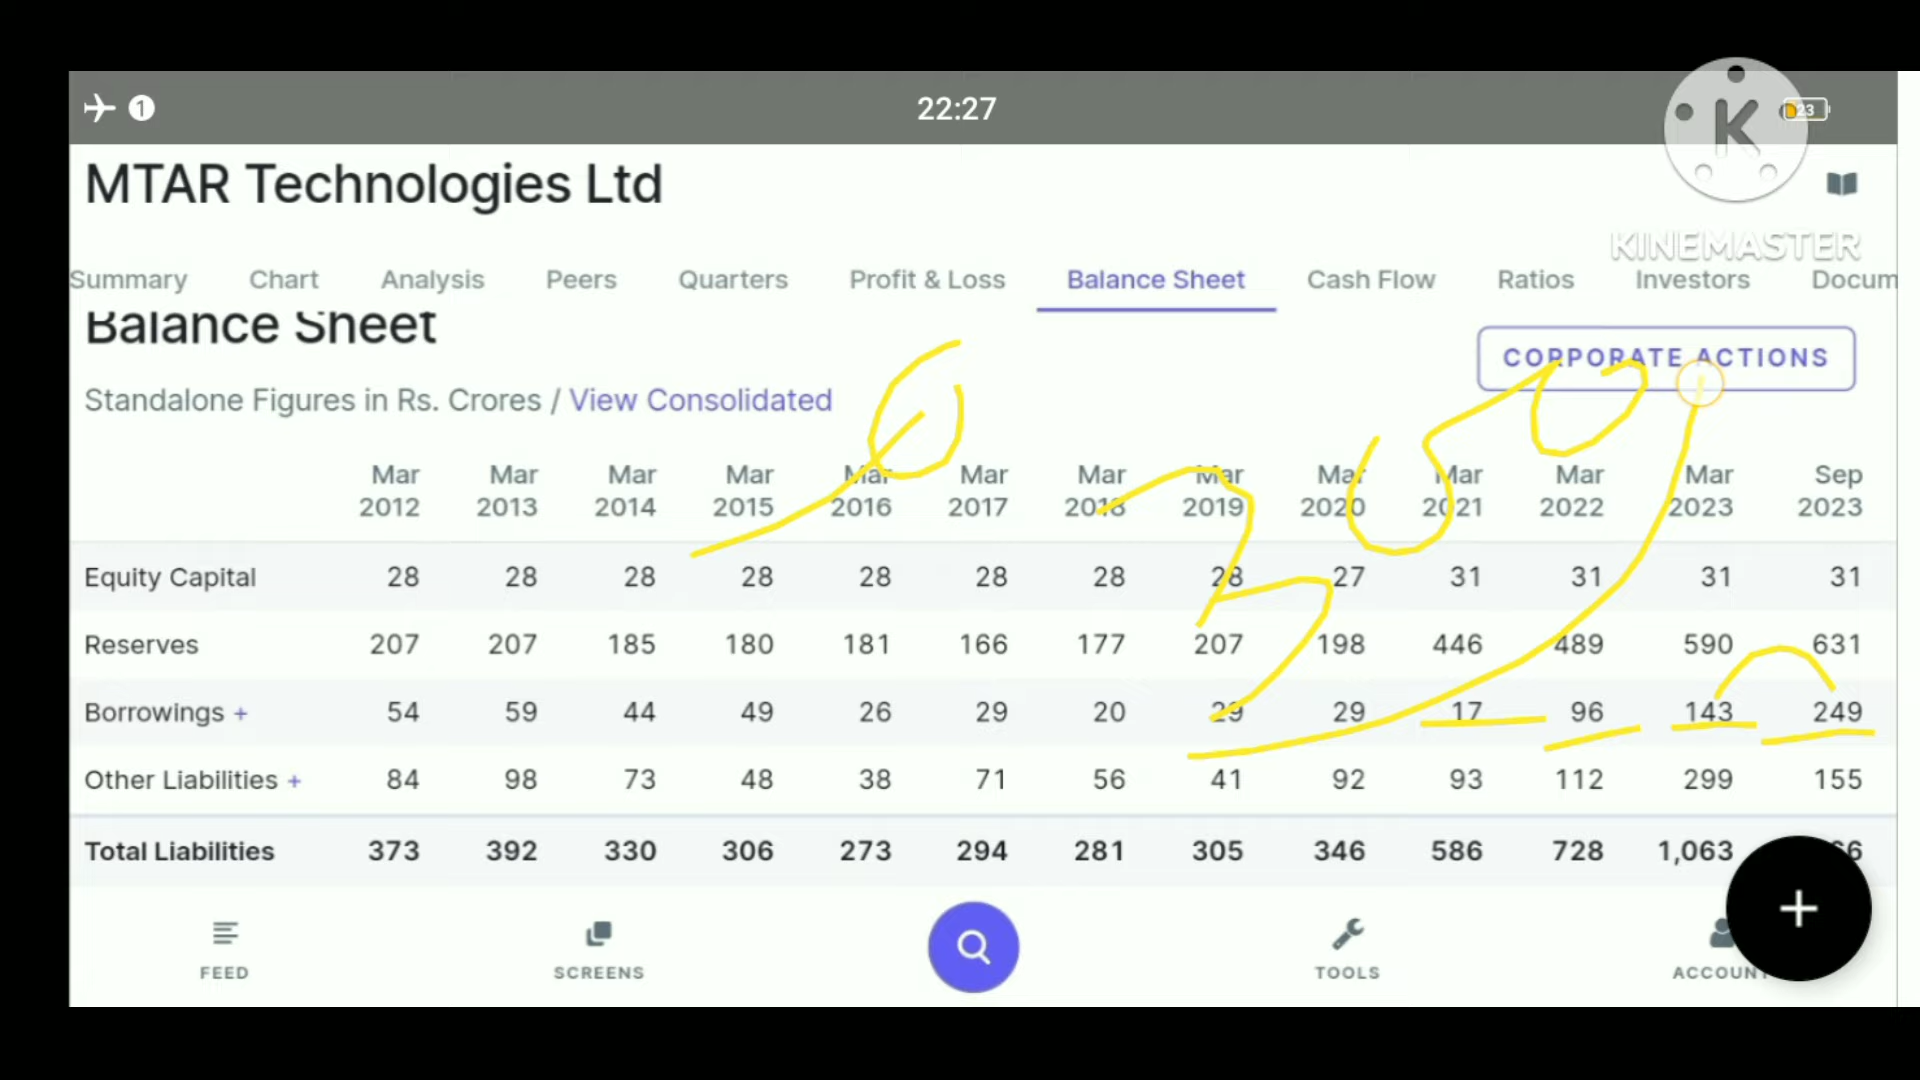 1 22:27 23
K
KINEMASTER
MTAR Technologies Ltd
Summary Chart Analysis Peers Quarters Profit & Loss Balance Sheet Cash Flow Ratios Investors Docum
Balance Sheet
CORPORATE ACTIONS
Standalone Figures in Rs. Crores / View Consolidated
Mar 2012 Mar 2013 Mar 2014 Mar 2015 Mar 2016 Mar 2017 Mar 2018 Mar 2019 Mar 2020 Mar 2021 Mar 2022 Mar 2023 Sep 2023
Equity Capital 28 28 28 28 28 28 28 28 27 31 31 31 31
Reserves 207 207 185 180 181 166 177 207 198 446 489 590 631
Borrowings + 54 59 44 49 26 29 20 29 29 17 96 143 249
Other Liabilities + 84 98 73 48 38 71 56 41 92 93 112 299 155
Total Liabilities 373 392 330 306 273 294 281 305 346 586 728 1,063
FEED SCREENS TOOLS ACCOUNT